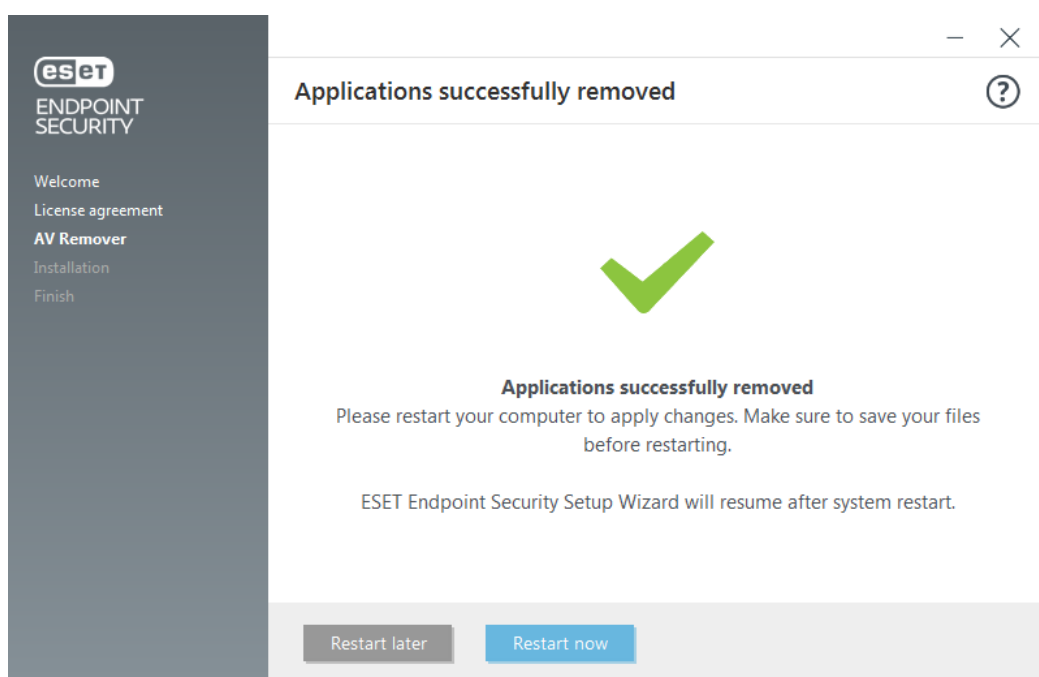 eset
ENDPOINT
SECURITY
Welcome
License agreement
AV Remover
Installation
Finish
Applications successfully removed
?
Applications successfully removed
Please restart your computer to apply changes. Make sure to save your files
before restarting.
ESET Endpoint Security Setup Wizard will resume after system restart.
Restart later
Restart now